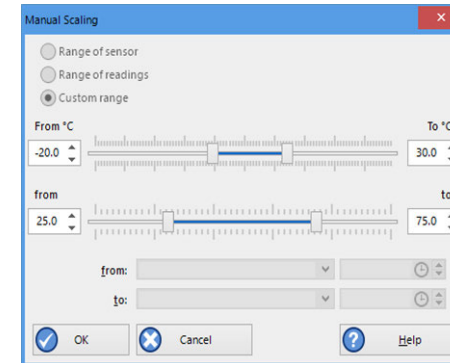 Manual Scaling
Range of sensor
Range of readings
Custom range
From °C To °C
-20.0 30.0
from to
25.0 75.0
from:
to:
OK Cancel Help